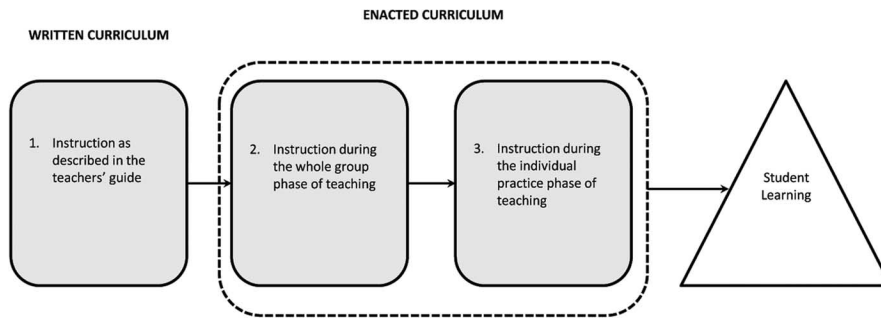 ENACTED CURRICULUM
WRITTEN CURRICULUM
1. Instruction as
described in the
teachers’ guide
2. Instruction during
the whole group
phase of teaching
3. Instruction during
the individual
practice phase of
teaching
Student
Learning